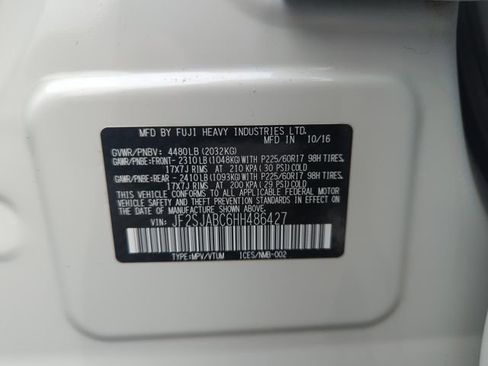 MFD. BY FUJI HEAVY INDUSTRIES LTD.
MFD IN 10/16
GVWR/PNBV: 4480LB (2032KG)
GAWR/PNBE:FRONT- 2310LB (1048KG) WITH P225/60R17 98H TIRES,
17X7J RIMS AT 210 KPA ( 30 PSI) COLD
GAWR/PNBE:REAR - 2410LB (1093KG) WITH P225/60R17 98H TIRES,
17X7J RIMS AT 200 KPA ( 29 PSI) COLD
THIS VEHICLE CONFORMS TO ALL APPLICABLE
U.S. FEDERAL MOTOR VEHICLE SAFETY, BUMPER, AND
THEFT PREVENTION STANDARDS IN EFFECT ON THE DATE
OF MANUFACTURE SHOWN ABOVE.
VIN: JF2SJABC6HH486427
TYPE:MPV/VTUM ICES/NMB-002